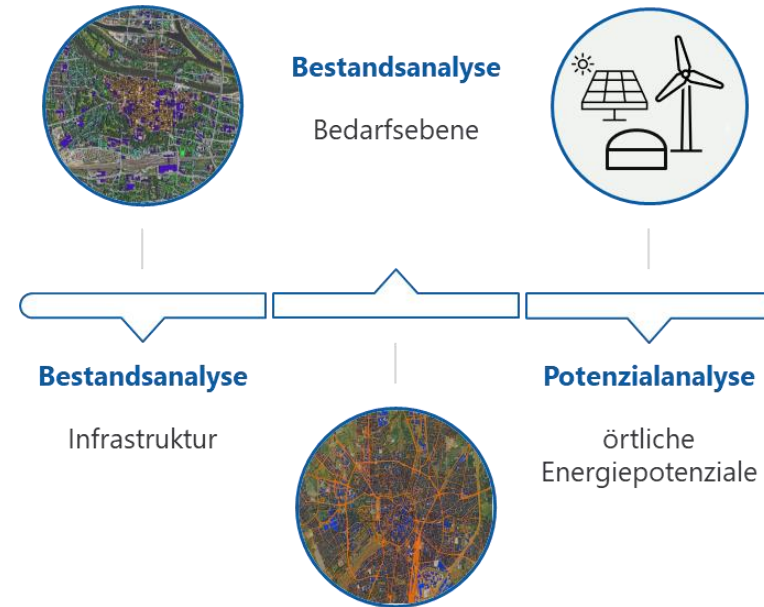 Bestandsanalyse
Bedarfsebene
Bestandsanalyse
Infrastruktur
Potenzialanalyse
örtliche
Energiepotenziale